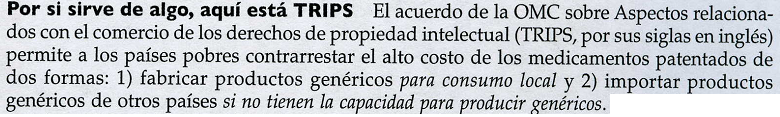 Por si sirve de algo, aquí está TRIPS El acuerdo de la OMC sobre Aspectos relaciona-
dos con el comercio de los derechos de propiedad intelectual (TRIPS, por sus siglas en inglés)
permite a los países pobres contrarrestar el alto costo de los medicamentos patentados de
dos formas: 1) fabricar productos genéricos para consumo local y 2) importar productos
genéricos de otros países si no tienen la capacidad para producir genéricos.